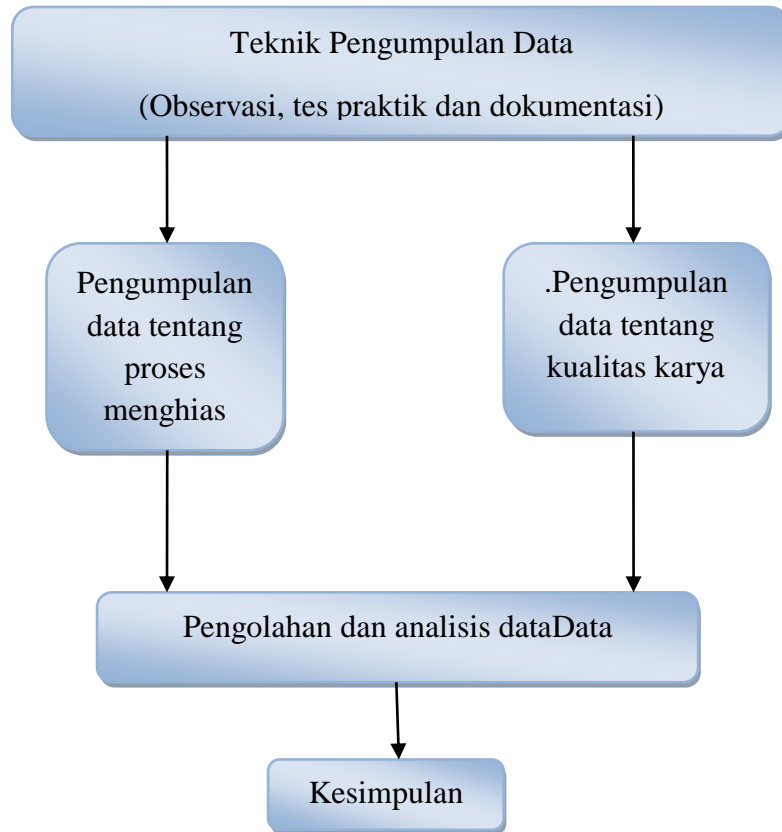 Teknik Pengumpulan Data
(Observasi, tes praktik dan dokumentasi)
Pengumpulan
data tentang
proses
menghias
.Pengumpulan
data tentang
kualitas karya
Pengolahan dan analisis dataData
Kesimpulan